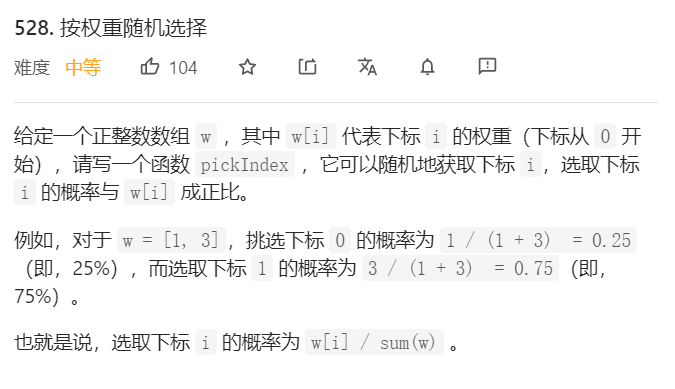 528. 按权重随机选择
难度 中等 104
给定一个正整数数组 w ，其中 w[i] 代表下标 i 的权重（下标从 0 开
始），请写一个函数 pickIndex ，它可以随机地获取下标 i，选取下标
i 的概率与 w[i] 成正比。
例如，对于 w = [1, 3]，挑选下标 0 的概率为 1 / (1 + 3) = 0.25
（即，25%），而选取下标 1 的概率为 3 / (1 + 3) = 0.75（即，
75%）。
也就是说，选取下标 i 的概率为 w[i] / sum(w) 。